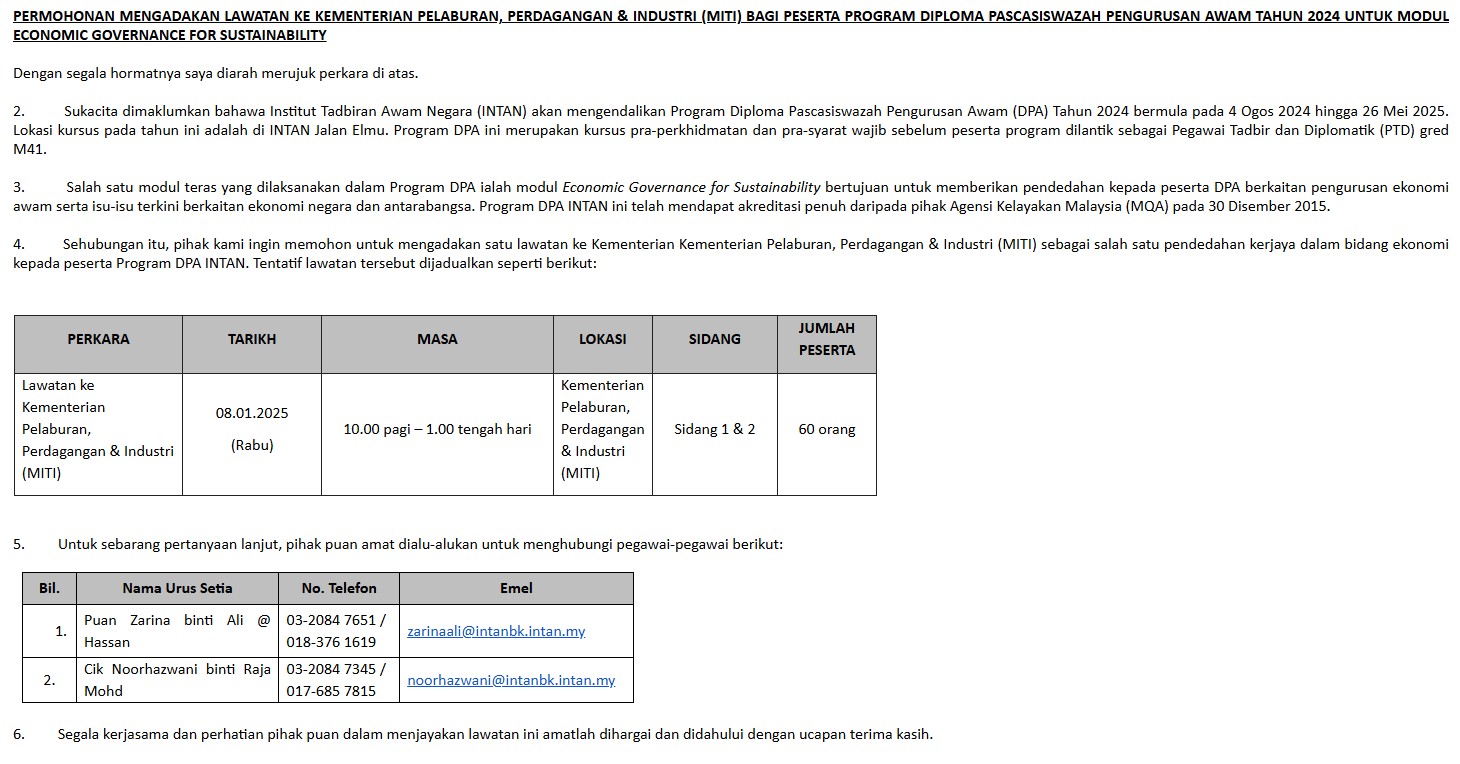 PERMOHONAN MENGADAKAN LAWATAN KE KEMENTERIAN PELABURAN, PERDAGANGAN & INDUSTRI (MITI) BAGI PESERTA PROGRAM DIPLOMA PASCASISWAZAH PENGURUSAN AWAM TAHUN 2024 UNTUK MODUL
ECONOMIC GOVERNANCE FOR SUSTAINABILITY
Dengan segala hormatnya saya diarah merujuk perkara di atas.
2. Sukacita dimaklumkan bahawa Institut Tadbiran Awam Negara (INTAN) akan mengendalikan Program Diploma Pascasiswazah Pengurusan Awam (DPA) Tahun 2024 bermula pada 4 Ogos 2024 hingga 26 Mei 2025.
Lokasi kursus pada tahun ini adalah di INTAN Jalan Elmu. Program DPA ini merupakan kursus pra-perkhidmatan dan pra-syarat wajib sebelum peserta program dilantik sebagai Pegawai Tadbir dan Diplomatik (PTD) gred
M41.
3. Salah satu modul teras yang dilaksanakan dalam Program DPA ialah modul Economic Governance for Sustainability bertujuan untuk memberikan pendedahan kepada peserta DPA berkaitan pengurusan ekonomi
awam serta isu-isu terkini berkaitan ekonomi negara dan antarabangsa. Program DPA INTAN ini telah mendapat akreditasi penuh daripada pihak Agensi Kelayakan Malaysia (MQA) pada 30 Disember 2015.
4. Sehubungan itu, pihak kami ingin memohon untuk mengadakan satu lawatan ke Kementerian Kementerian Pelaburan, Perdagangan & Industri (MITI) sebagai salah satu pendedahan kerjaya dalam bidang ekonomi
kepada peserta Program DPA INTAN. Tentatif lawatan tersebut dijadualkan seperti berikut:
PERKARA TARIKH MASA LOKASI SIDANG JUMLAH
PESERTA
Lawatan ke
Kementerian
Pelaburan,
Perdagangan & Industri
(MITI)
08.01.2025
(Rabu)
10.00 pagi – 1.00 tengah hari
Kementerian
Pelaburan,
Perdagangan
& Industri
(MITI)
Sidang 1 & 2
60 orang
5. Untuk sebarang pertanyaan lanjut, pihak puan amat dialu-alukan untuk menghubungi pegawai-pegawai berikut:
Bil. Nama Urus Setia No. Telefon Emel
1. Puan Zarina binti Ali @
Hassan
03-2084 7651 /
018-376 1619
zarinaali@intanbk.intan.my
2. Cik Noorhazwani binti Raja
Mohd
03-2084 7345 /
017-685 7815
noorhazwani@intanbk.intan.my
6. Segala kerjasama dan perhatian pihak puan dalam menjayakan lawatan ini amatlah dihargai dan didahului dengan ucapan terima kasih.